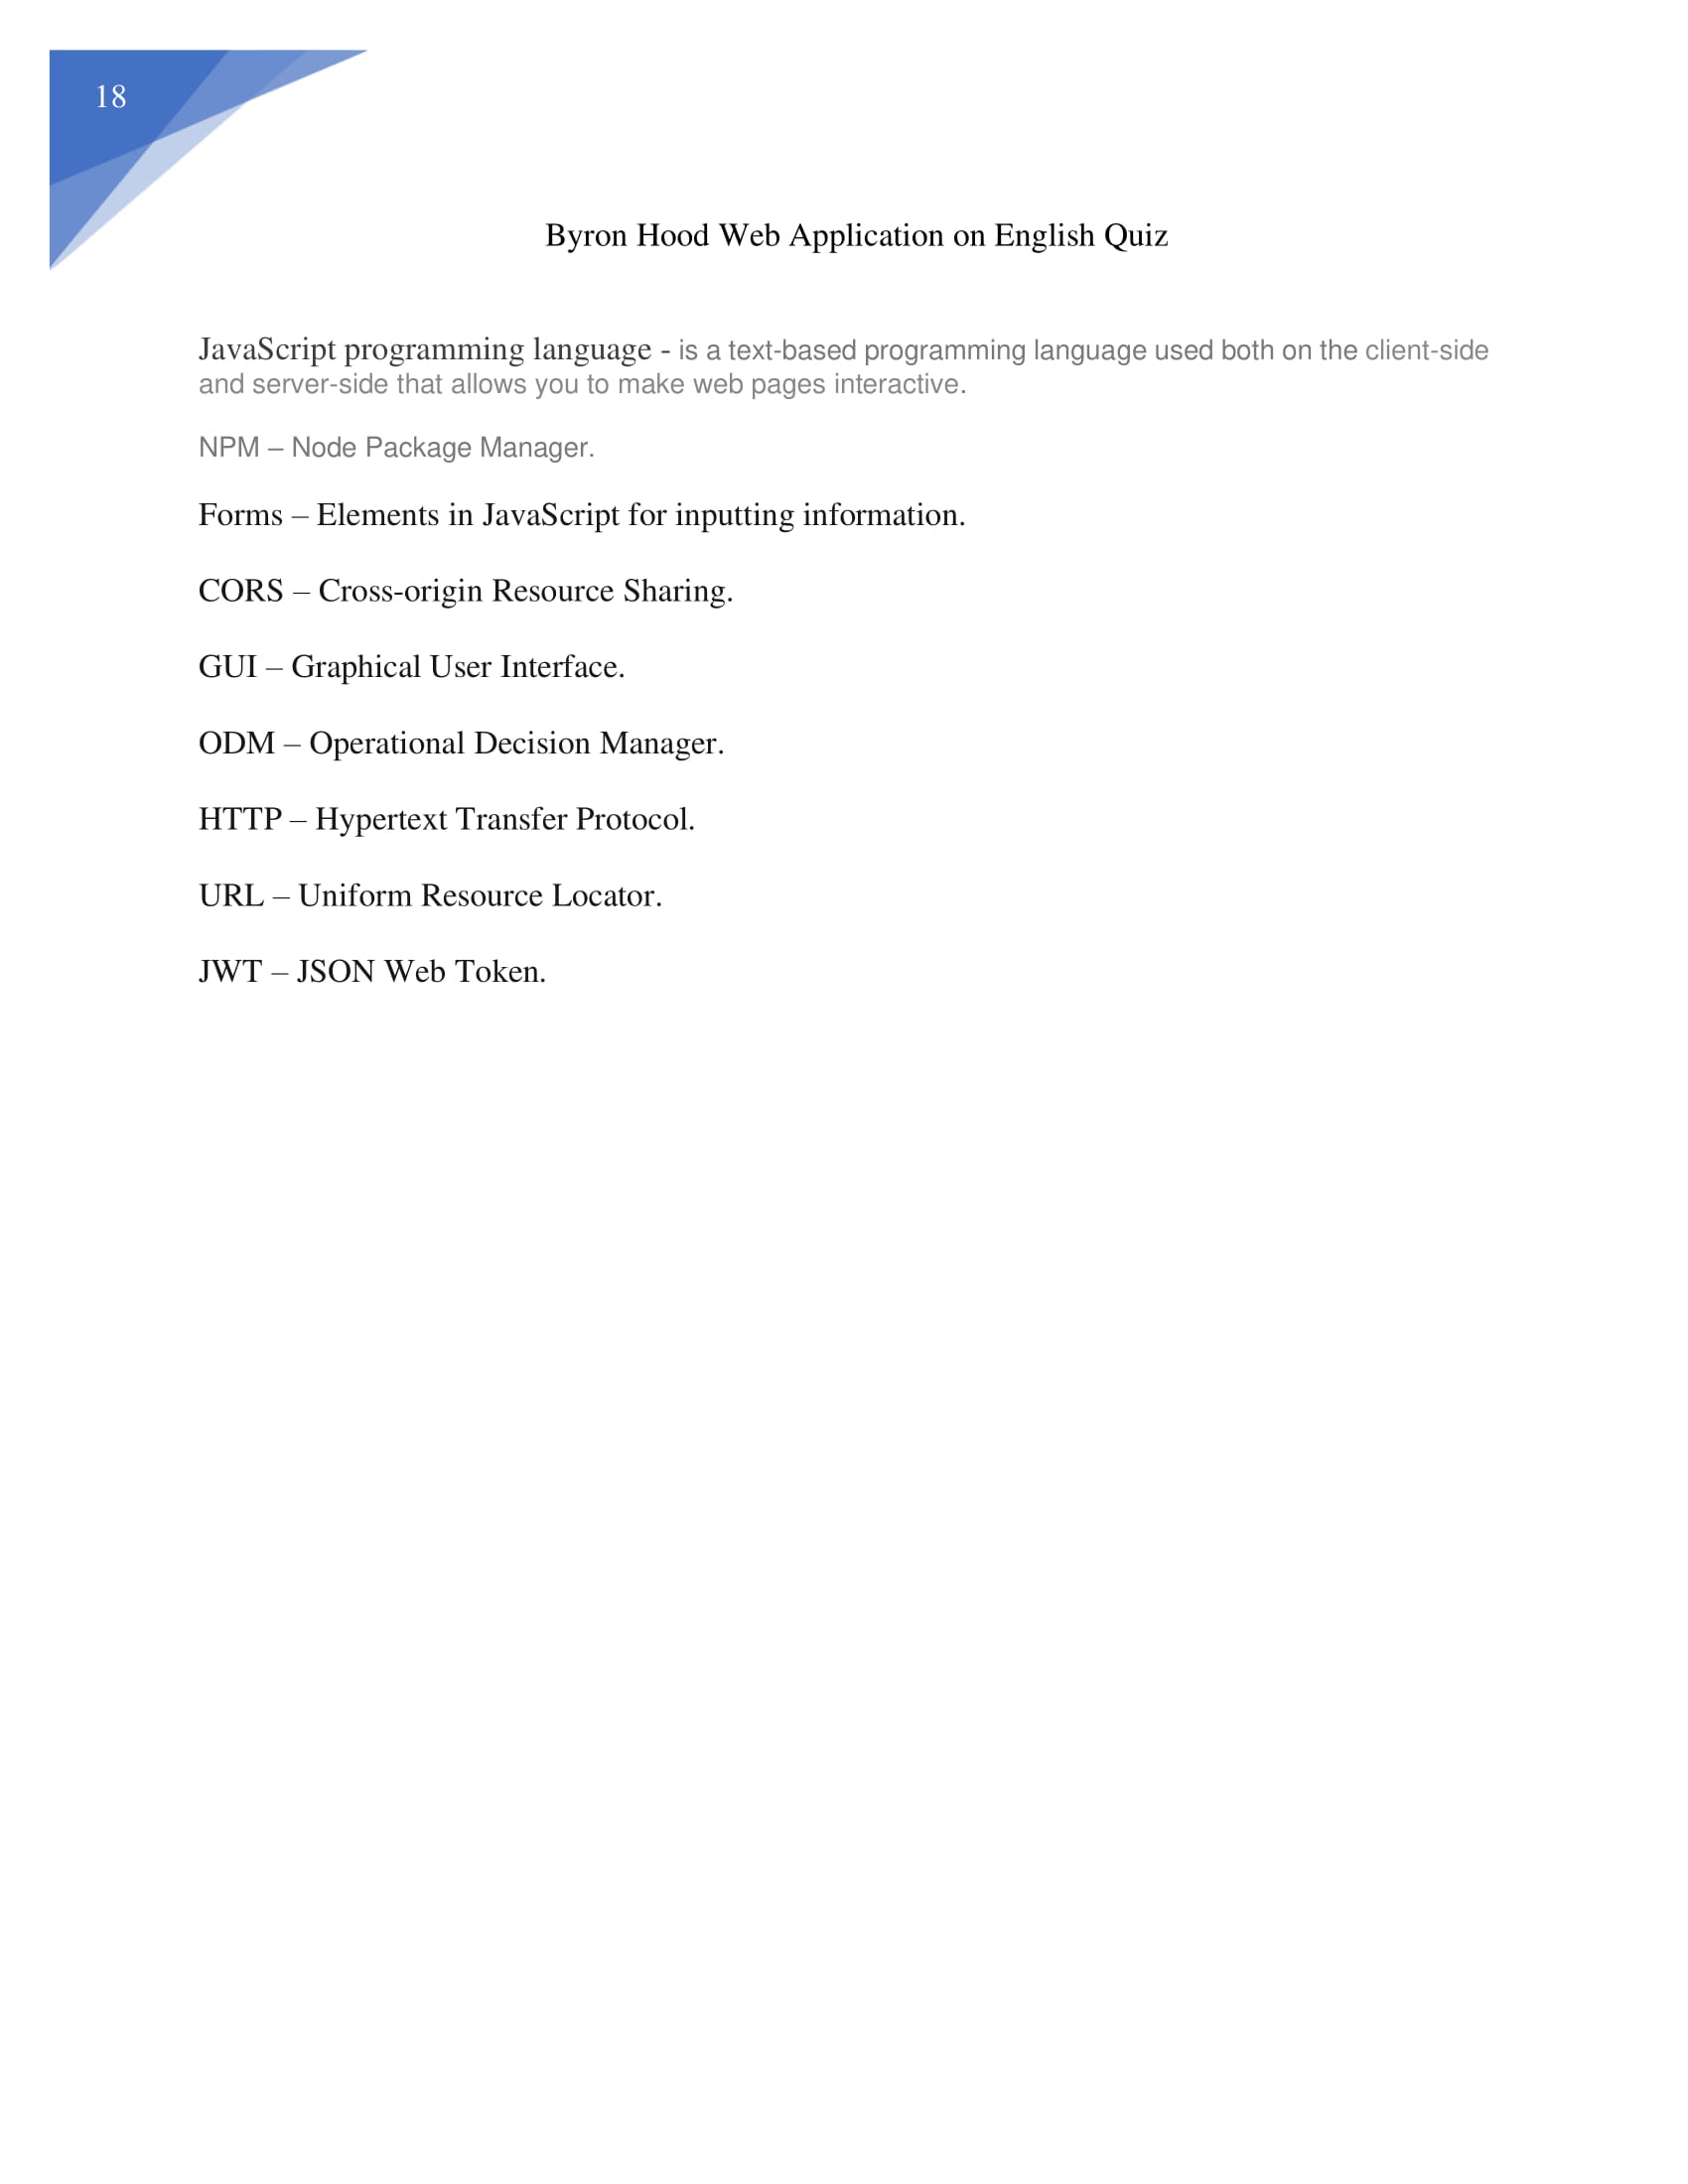 18
Byron Hood Web Application on English Quiz
JavaScript programming language - is a text-based programming language used both on the client-side
and server-side that allows you to make web pages interactive.
NPM – Node Package Manager.
Forms – Elements in JavaScript for inputting information.
CORS – Cross-origin Resource Sharing.
GUI – Graphical User Interface.
ODM – Operational Decision Manager.
HTTP – Hypertext Transfer Protocol.
URL – Uniform Resource Locator.
JWT – JSON Web Token.